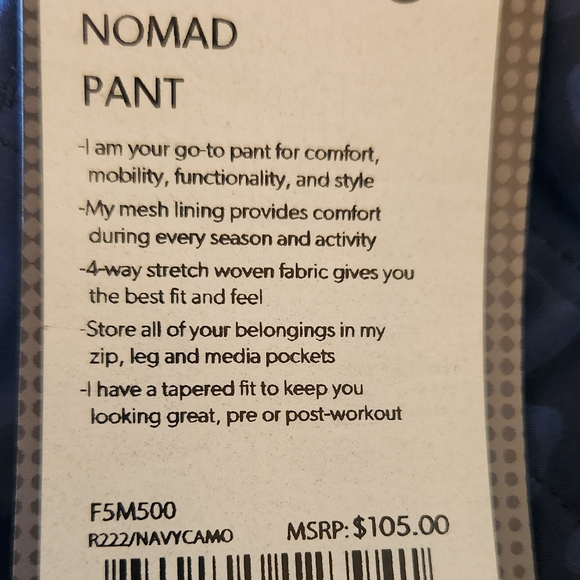 NOMAD
PANT
-I am your go-to pant for comfort,
mobility, functionality, and style
-My mesh lining provides comfort
during every season and activity
-4-way stretch woven fabric gives you
the best fit and feel
-Store all of your belongings in my
zip, leg and media pockets
-I have a tapered fit to keep you
looking great, pre or post-workout
F5M500
R222/NAVYCAMO MSRP: $105.00